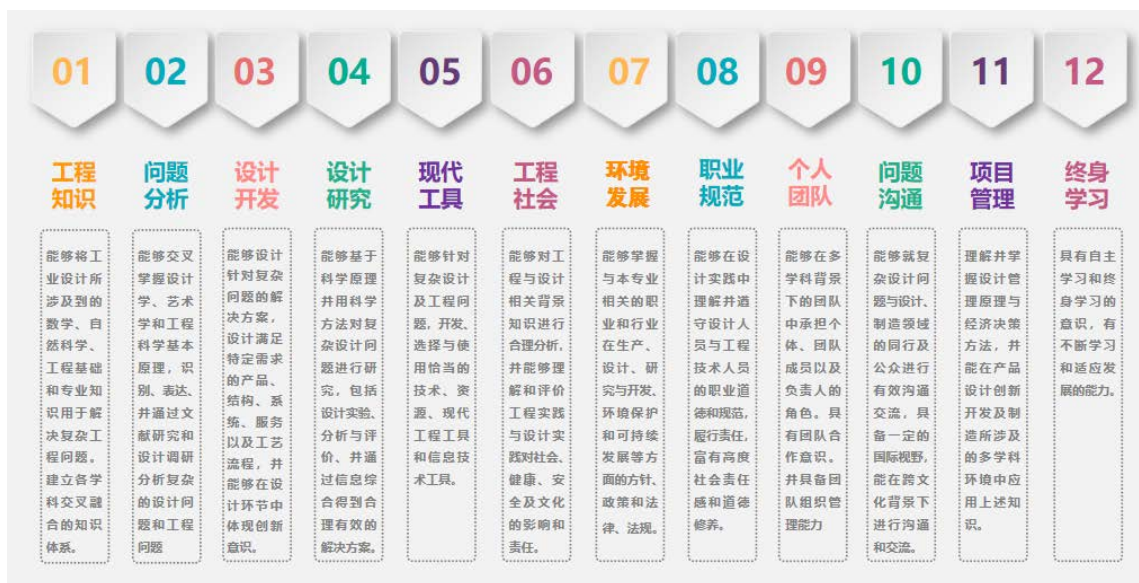 01
02
03
04
05
06
07
08
09
10
11
12
工程
知识
问题
分析
设计
开发
设计
研究
现代
工具
工程
社会
环境
发展
职业
规范
个人
团队
问题
沟通
项目
管理
终身
学习
能够将工
业设计所
涉及到的
数学、自
然科学、
工程基础
和专业知
识用于解
决复杂工
程问题。
建立各学
科交叉融
合的知识
体系。
能够交叉
掌握设计
学、艺术
学和工程
科学基本
原理，识
别、表达、
并通过文
献研究和
设计调研
分析复杂
的设计问
题和工程
问题
能够设计
针对复杂
问题的解
决方案，
设计满足
特定需求
的产品、
结构、系
统、服务
以及工艺
流程，并
能够在设
计环节中
体现创新
意识。
能够基于
科学原理
并用科学
方法对复
杂设计问
题进行研
究，包括
设计实验、
分析与评
价、并通
过信息综
合得到合
理有效的
解决方案。
能够针对
复杂设计
及工程问
题，开发、
选择与使
用恰当的
技术、资
源、现代
工程工具
和信息技
术工具。
能够对工
程与设计
相关背景
知识进行
合理分析，
并能够理
解和评价
工程实践
与设计实
践对社会、
健康、安
全及文化
的影响和
责任。
能够掌握
与本专业
相关的职
业和行业
在生产、
设计、研
究与开发、
环境保护
和可持续
发展等方
面的方针、
政策和法
律、法规。
能够在设
计实践中
理解并遵
守设计人
员与工程
技术人员
的职业道
德和规范，
履行责任，
富有高度
社会责任
感和道德
修养。
能够在多
学科背景
下的团队
中承担个
体、团队
成员以及
负责人的
角色。具
有团队合
作意识。
并具备团
队组织管
理能力
能够就复
杂设计问
题与设计、
制造领域
的同行及
公众进行
有效沟通
交流，具
备一定的
国际视野，
能在跨文
化背景下
进行沟通
和交流。
理解并掌
握设计管
理原理与
经济决策
方法，并
能在产品
设计创新
开发及制
造所涉及
的多学科
环境中应
用上述知
识。
具有自主
学习和终
身学习的
意识，有
不断学习
和适应发
展的能力。